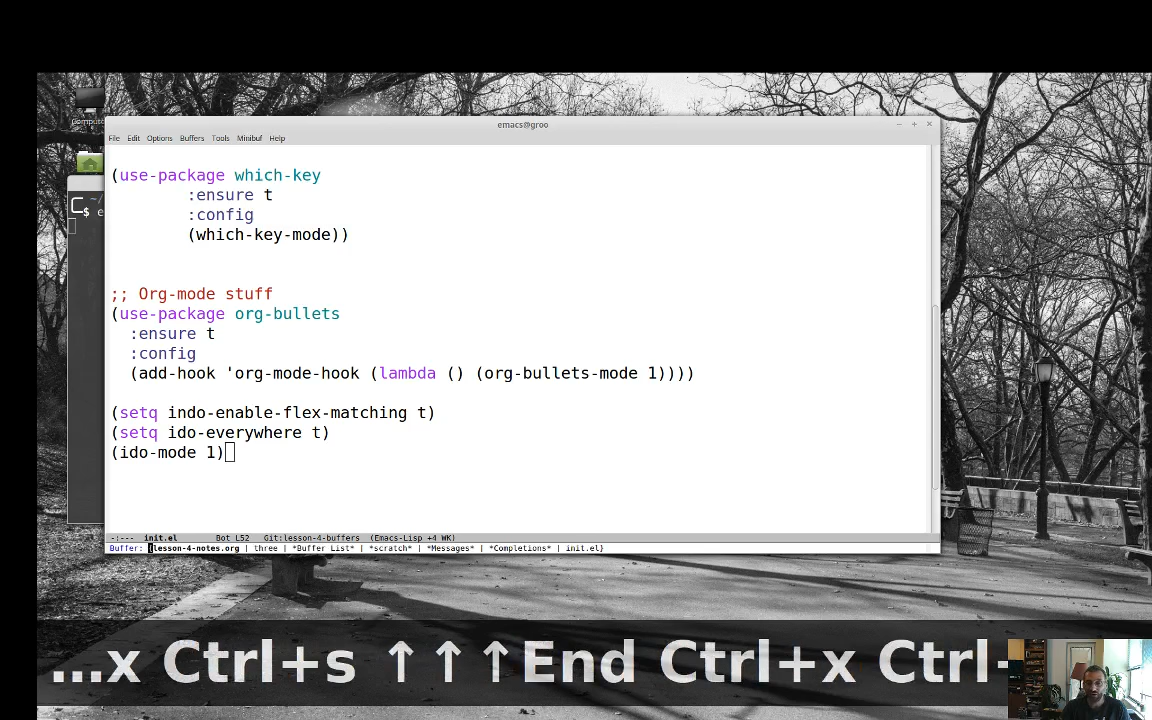 emacs@groo
File Edit Options Buffers Tools Minibuf Help
(use-package which-key
:ensure t
:config
(which-key-mode))
;; Org-mode stuff
(use-package org-bullets
:ensure t
:config
(add-hook 'org-mode-hook (lambda () (org-bullets-mode 1))))
(setq indo-enable-flex-matching t)
(setq ido-everywhere t)
(ido-mode 1)
-:--- init.el Bot L52 Git:lesson-4-buffers (Emacs-Lisp +4 WK)
Buffer: {lesson-4-notes.org | three | *Buffer List* | *scratch* | *Messages* | *Completions* | init.el}
...x Ctrl+s ↑↑↑End Ctrl+x Ctrl+